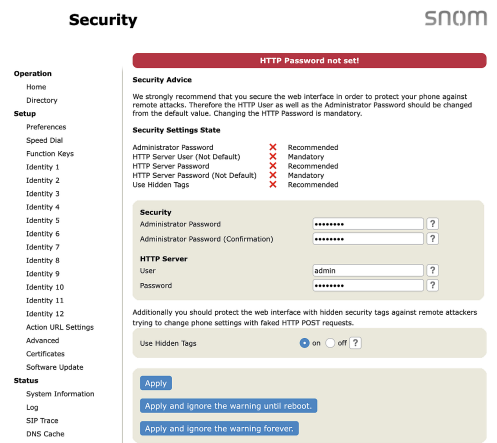 Security
snom
HTTP Password not set!
Operation
Home
Directory
Setup
Preferences
Speed Dial
Function Keys
Identity 1
Identity 2
Identity 3
Identity 4
Identity 5
Identity 6
Identity 7
Identity 8
Identity 9
Identity 10
Identity 11
Identity 12
Action URL Settings
Advanced
Certificates
Software Update
Status
System Information
Log
SIP Trace
DNS Cache
Security Advice
We strongly recommend that you secure the web interface in order to protect your phone against
remote attacks. Therefore the HTTP User as well as the Administrator Password should be changed
from the default value. Changing the HTTP Password is mandatory.
Security Settings State
Administrator Password Recommended
HTTP Server User (Not Default) Mandatory
HTTP Server Password Recommended
HTTP Server Password (Not Default) Mandatory
Use Hidden Tags Recommended
Security
Administrator Password •••••••• ?
Administrator Password (Confirmation) •••••••• ?
HTTP Server
User admin ?
Password •••••••• ?
Additionally you should protect the web interface with hidden security tags against remote attackers
trying to change phone settings with faked HTTP POST requests.
Use Hidden Tags on off ?
Apply
Apply and ignore the warning until reboot.
Apply and ignore the warning forever.